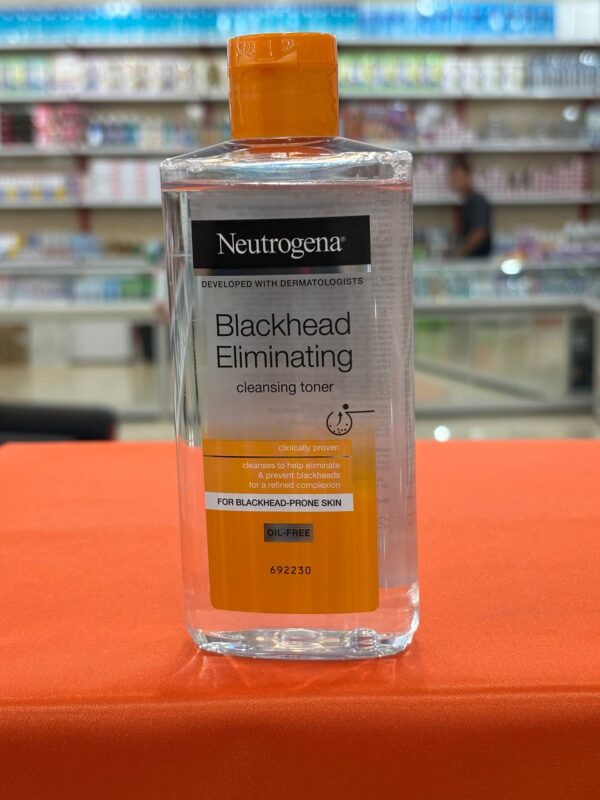 Neutrogena®
DEVELOPED WITH DERMATOLOGISTS
Blackhead
Eliminating
cleansing toner
clinically proven
cleanses to help eliminate
& prevent blackheads
for a refined complexion
FOR BLACKHEAD-PRONE SKIN
OIL-FREE
692230